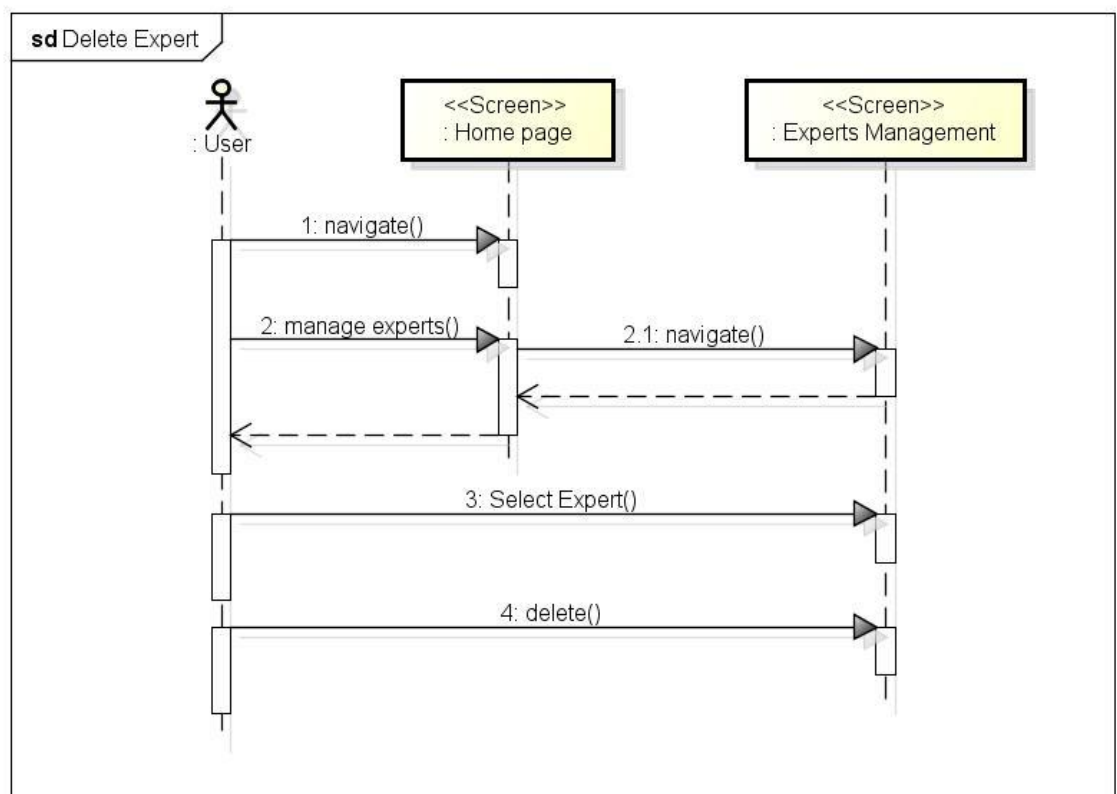 sd Delete Expert
: User
<<Screen>>
: Home page
<<Screen>>
: Experts Management
1: navigate()
2: manage experts()
2.1: navigate()
3: Select Expert()
4: delete()